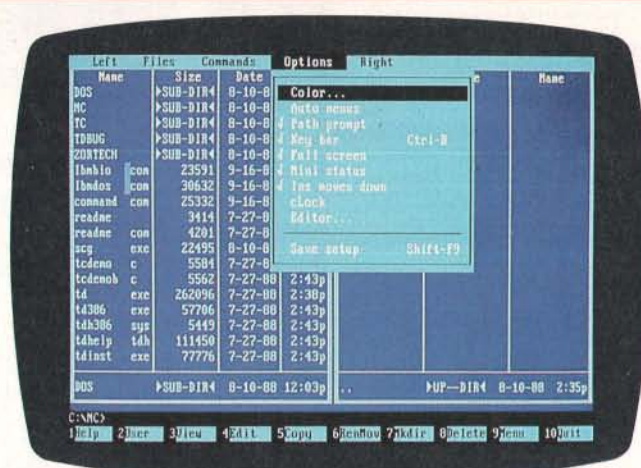 Left Files Commands Options Right
Name Size Date e Name
DOS ►SUB-DIR◄ 8-10-8 Color...
NC ►SUB-DIR◄ 8-10-8 Auto menus
TC ►SUB-DIR◄ 8-10-8 √ Path prompt
TDBUG ►SUB-DIR◄ 8-10-8 √ Key bar Ctrl-B
ZORTECH ►SUB-DIR◄ 8-10-8 √ Full screen
Ibmbio com 23591 9-16-8 √ Mini status
Ibmdos com 30632 9-16-8 √ Ins moves down
command com 25332 9-16-8 cLock
readme 3414 7-27-8 Editor...
readme com 4201 7-27-8
scg exe 22495 8-10-8 Save setup Shift-F9
tcdemo c 5584 7-27-8
tcdemob c 5562 7-27-88 2:43p
td exe 262096 7-27-88 2:38p
td386 exe 57706 7-27-88 2:43p
tdh386 sys 5449 7-27-88 2:43p
tdhelp tdh 111450 7-27-88 2:43p
tdinst exe 77776 7-27-88 2:43p
DOS ►SUB-DIR◄ 8-10-88 12:03p .. ►UP--DIR◄ 8-10-88 2:35p
C:\NC>
1Help 2User 3View 4Edit 5Copy 6RenMov 7Mkdir 8Delete 9Menu 10Quit